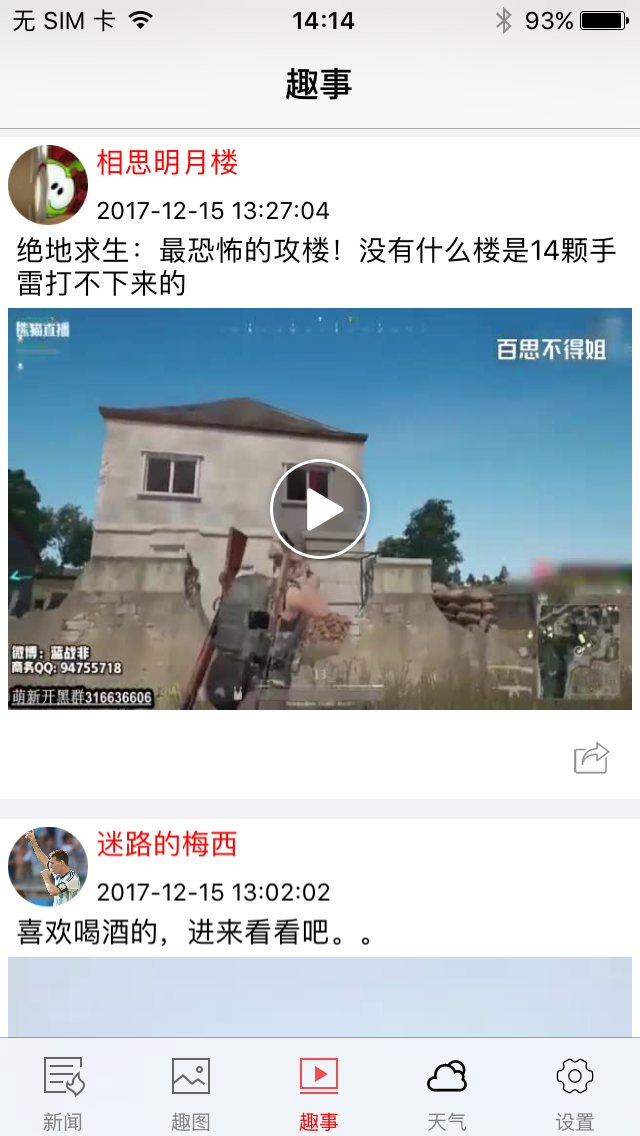 无 SIM 卡 14:14 93%
趣事
相思明月楼
2017-12-15 13:27:04
绝地求生：最恐怖的攻楼！没有什么楼是14颗手
雷打不下来的
熊猫直播
百思不得姐
微博：蓝战非
商务QQ: 94755718
萌新开黑群316636606
迷路的梅西
2017-12-15 13:02:02
喜欢喝酒的，进来看看吧。。
新闻 趣图 趣事 天气 设置